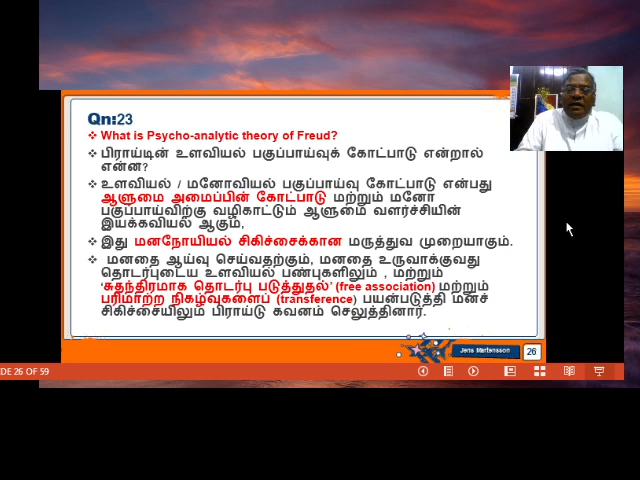 Qn:23
❖ What is Psycho-analytic theory of Freud?
❖ பிராய்டின் உளவியல் பகுப்பாய்வுக் கோட்பாடு என்றால்
என்ன?
❖ உளவியல் / மனோவியல் பகுப்பாய்வு கோட்பாடு என்பது
ஆளுமை அமைப்பின் கோட்பாடு மற்றும் மனோ
பகுப்பாய்விற்கு வழிகாட்டும் ஆளுமை வளர்ச்சியின்
இயக்கவியல் ஆகும்,
❖ இது மனநோயியல் சிகிச்சைக்கான மருத்துவ முறையாகும்.
❖ மனதை ஆய்வு செய்வதற்கும், மனதை உருவாக்குவது
தொடர்புடைய உளவியல் பண்புகளிலும் , மற்றும்
‘சுதந்திரமாக தொடர்பு படுத்துதல்’ (free association) மற்றும்
பரிமாற்ற நிகழ்வுகளைப் (transference) பயன்படுத்தி மனச்
சிகிச்சையிலும் பிராய்டு கவனம் செலுத்தினார்.
Jens Martensson 26
DE 26 OF 59